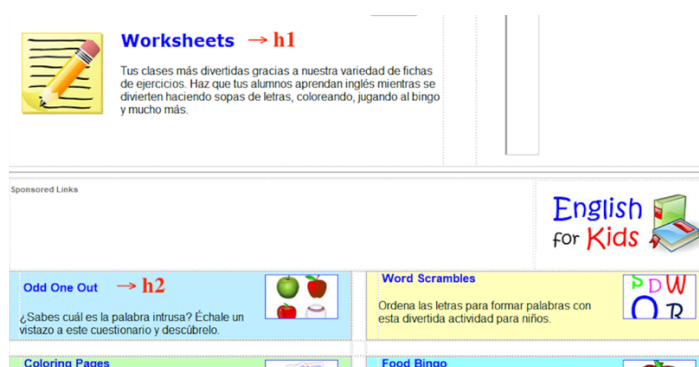 Worksheets → h1
Tus clases más divertidas gracias a nuestra variedad de fichas
de ejercicios. Haz que tus alumnos aprendan inglés mientras se
divierten haciendo sopas de letras, coloreando, jugando al bingo
y mucho más.
Sponsored Links
English
for Kids
Odd One Out → h2
¿Sabes cuál es la palabra intrusa? Échale un
vistazo a este cuestionario y descúbrelo.
Word Scrambles
Ordena las letras para formar palabras con
esta divertida actividad para niños.
S D W
O R
Coloring Pages
Food Bingo